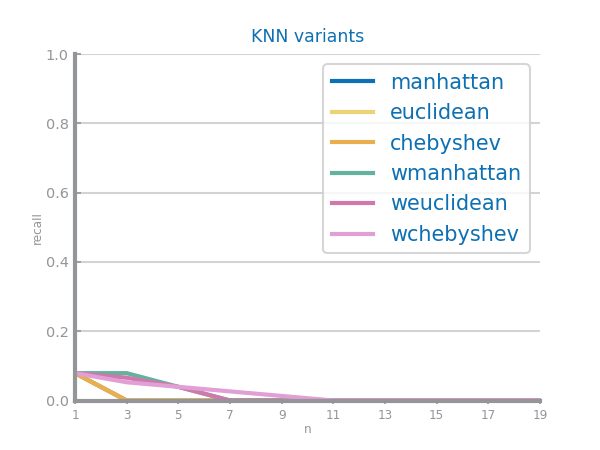 KNN variants
1.0
0.8
0.6
0.4
0.2
0.0
recall
manhattan
euclidean
chebyshev
wmanhattan
weuclidean
wchebyshev
1 3 5 7 9 11 13 15 17 19
n